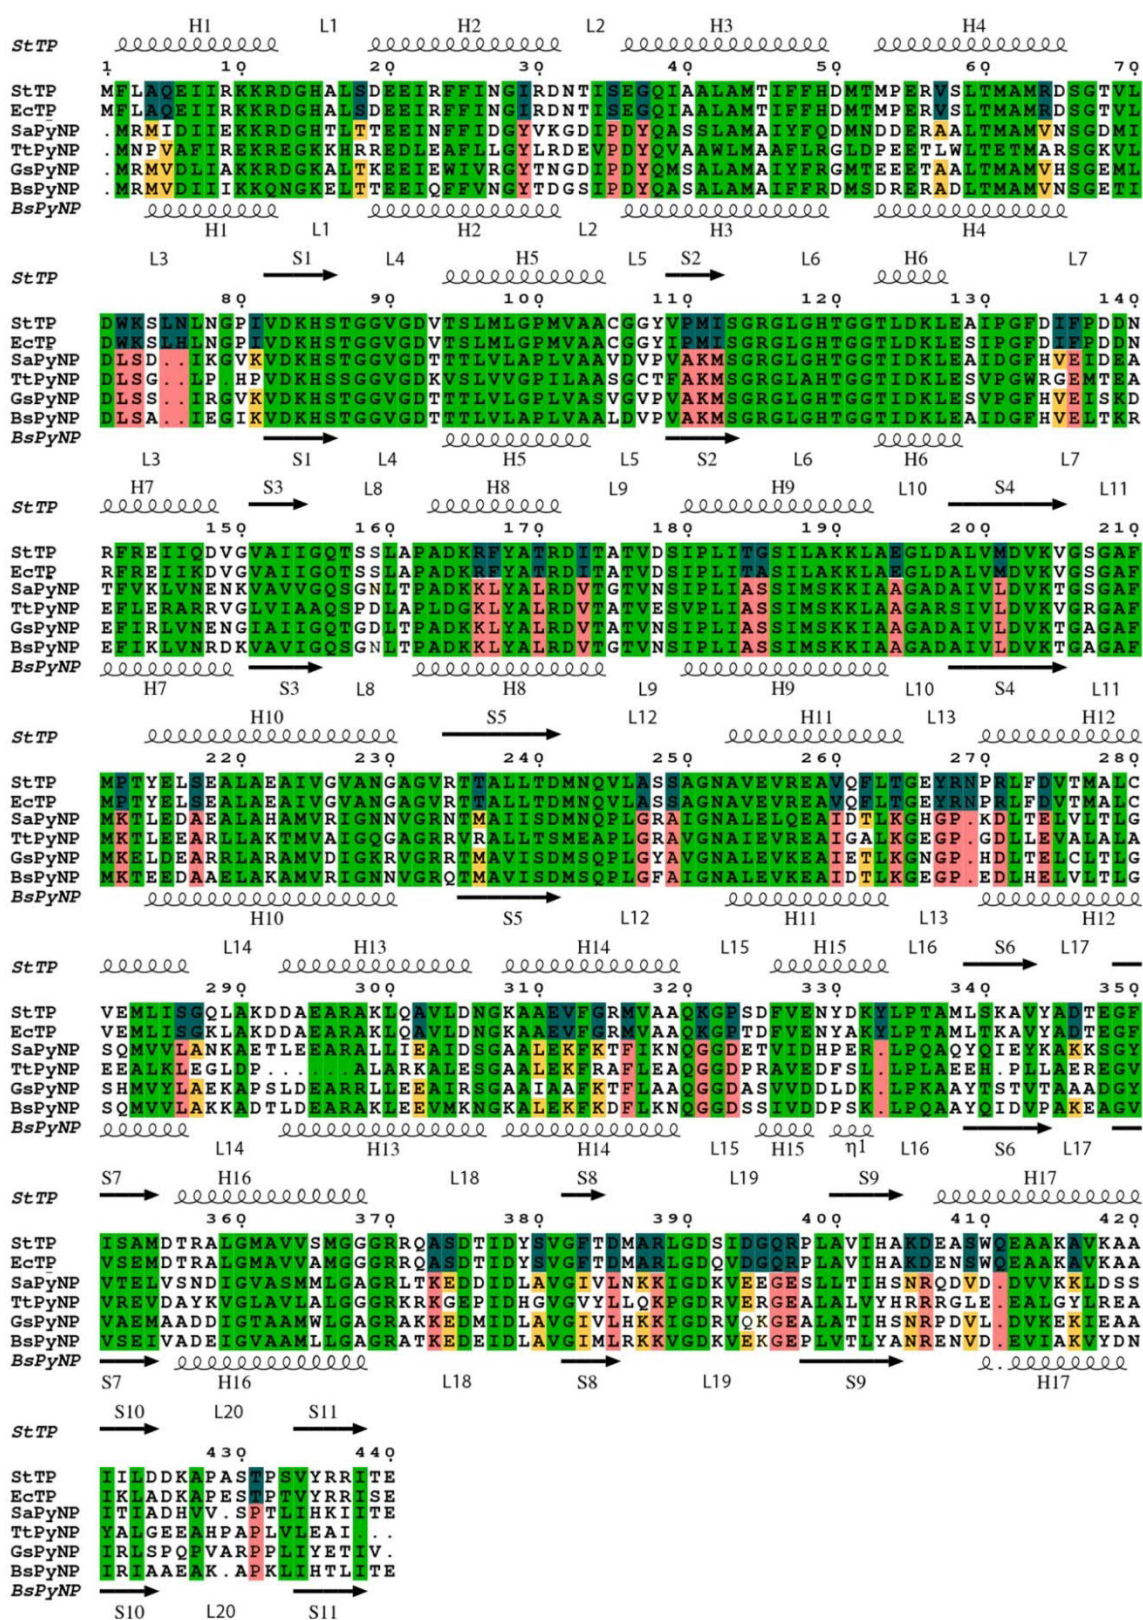 H1 L1 H2 L2 H3 H4
StTP
1 10 20 30 40 50 60 70
StTP MFLAQEIIRKKRDGHALSDEEIRFFINGIRDNTISEGQIAALAMTIFFHDMTMPERVSLTMAMRDSGTVL
EcTP LFLAQEIIRKKRDGHALSDEEIRFFINGIRDNTISEGQIAALAMTIFFHDMTMPERVSLTMAMRDSGTVL
SaPyNP .MRMIDIIEKKRDGHTLTTEEINFFIDGYVKGDIPDYQASSLAMAIYFQDMNDDERAALTMAMVNSGDMI
TtPyNP .MNPVAFIREKREGKKHRREDLEAFLLGYLRDEVPDYQVAAWLMAAFLRGLDPEETLWLTETMARSGKVL
GsPyNP .MRMVDLIAKKRDGKALTKEEIEWIVRGYTNGDIPDYQMSALAMAIYFRGMTEEETAALTMAMVHSGEML
BsPyNP .MRMVDIIIKKQNGKELTTEEIQFFVNGYTDGSIPDYQASALAMAIFFRDMSDRERADLTMAMVNSGETI
BsPyNP
H1 L1 H2 L2 H3 H4
L3 S1 L4 H5 L5 S2 L6 H6 L7
StTP
80 90 100 110 120 130 140
StTP DWKSLNLNGPIVDKHSTGGVGDVTSLMLGPMVAACGGYVPMISGRGLGHTGGTLDKLEAIPGFDIFPDDN
EcTP DWKSLHLNGPIVDKHSTGGVGDVTSLMLGPMVAACGGYIPMISGRGLGHTGGTLDKLESIPGFDIFPDDN
SaPyNP DLSD..IKGVKVDKHSTGGVGDTTTLVLAPLVAAVDVPVAKMSGRGLGHTGGTIDKLEAIDGFHVEIDEA
TtPyNP DLSG..LP.HPVDKHSSGGVGDKVSLVVGPILAASGCTFAKMSGRGLAHTGGTIDKLESVPGWRGEMTEA
GsPyNP DLSS..IRGVKVDKHSTGGVGDTTTLVLGPLVASVGVPVAKMSGRGLGHTGGTIDKLESVPGFHVEISKD
BsPyNP DLSA..IEGIKVDKHSTGGVGDTTTLVLAPLVAALDVPVAKMSGRGLGHTGGTIDKLEAIDGFHVELTKR
BsPyNP
L3 S1 L4 H5 L5 S2 L6 H6 L7
H7 S3 L8 H8 L9 H9 L10 S4 L11
StTP
150 160 170 180 190 200 210
StTP RFREIIQDVGVAIIGQTSSLAPADKRFYATRDITATVDSIPLITGSILAKKLAEGLDALVMDVKVGSGAF
EcTP RFREIIKDVGVAIIGQTSSLAPADKRFYATRDITATVDSIPLITASILAKKLAEGLDALVMDVKVGSGAF
SaPyNP TFVKLVNENKVAVVGQSGNLTPADKKLYALRDVTGTVNSIPLIASSIMSKKIAAGADAIVLDVKTGSGAF
TtPyNP EFLERARRVGLVIAAQSPDLAPLDGKLYALRDVTATVESVPLIASSIMSKKLAAGARSIVLDVKVGRGAF
GsPyNP EFIRLVNENGIAIIGQTGDLTPADKKLYALRDVTATVNSIPLIASSIMSKKIAAGADAIVLDVKTGAGAF
BsPyNP EFIKLVNRDKVAVIGQSGNLTPADKKLYALRDVTGTVNSIPLIASSIMSKKIAAGADAIVLDVKTGAGAF
BsPyNP
H7 S3 L8 H8 L9 H9 L10 S4 L11
H10 S5 L12 H11 L13 H12
StTP
220 230 240 250 260 270 280
StTP MPTYELSEALAEAIVGVANGAGVRTTALLTDMNQVLASSAGNAVEVREAVQFLTGEYRNPRLFDVTMALC
EcTP MPTYELSEALAEAIVGVANGAGVRTTALLTDMNQVLASSAGNAVEVREAVQFLTGEYRNPRLFDVTMALC
SaPyNP MKTLEDAEALAHAMVRIGNNVGRNTMAIISDMNQPLGRAIGNALELQEAIDTLKGHGPKDLTELVLTLG
TtPyNP MKTLPEARLLAKTMVAIGQGAGRRVRALLTSMEAPLGRAVGNAIEVREAIGALKGEGPGDLLEVALALA
GsPyNP MKELDEARRLARAMVDIGKRVGRRTMAVISDMSQPLGYAVGNALEVKEAIETLKGNGPHDLTELCLTLG
BsPyNP MKTEEDAAELAKAMVRIGNNVGRQTMAVISDMSQPLGFAIGNALEVKEAIDTLKGEGPEDLHELVLTLG
BsPyNP
H10 S5 L12 H11 L13 H12
L14 H13 H14 L15 H15 L16 S6 L17
StTP
290 300 310 320 330 340 350
StTP VEMLISGQLAKDDAEARAKLQAVLDNGKAAEVFGRMVAAQKGPSDFVENYDKYLPTAMLSKAVYADTEGF
EcTP VEMLISGKLAKDDAEARAKLQAVLDNGKAAEVFGRMVAAQKGPTDFVENYAKYLPTAMLTKAVYADTEGF
SaPyNP SQMVVLANKAETLEEARALLIEAIDSGAALEKFKTFIKNQGGDETVIDHPER.LPQAQYQIEYKAKKSGY
TtPyNP EEALKLEGLDP....ALARKALEEGAALEKFRAFLEAQGGDPRAVEDFSL.LPLAEEH.PLLAEREGV
GsPyNP SHMVYLAEKAPSLDEARRLLEEAIRSGAAIAAFKTFLAAQGGDASVVDDLDK.LPKAAYTSTVTAAADGY
BsPyNP SQMVVLAKKADTLDEARAKLEEVMKNGKALEKFKDFLKNQGGDSSIVDDPSK.LPQAAYQIDVPAKEAGV
BsPyNP
L14 H13 H14 L15 H15 η1 L16 S6 L17
S7 H16 L18 S8 L19 S9 H17
StTP
360 370 380 390 400 410 420
StTP ISAMDTRALGMAVVSMGGGRRQASDTIDYSVGFTDMARLGDSIDGQRPLAVIHAKDEASWQEAAKAVKAA
EcTP VSEMDTRALGMAVVAMGGGRRQASDTIDYSVGFTDMARLGDQVDGQRPLAVIHAKDENSWQEAAKAVKAA
SaPyNP VTELVSNDIGVASMMLGAGRLTKEDDIDLAVGIVLNKKIGDKVEEGESLLTIHSNRQDVD.DVVKKLDSS
TtPyNP VREVDAYKVGLAVLALGGGRKRKGEPIDHGVGVYLLQKPGDRVERGEALALVYHRRRGLE.EALGYLREA
GsPyNP VAEMAADDIGTAAMWLGAGRAKKEDVIDLAVGIVLHKKIGDRVQKGEALATIHSNRPDVL.DVKEKIEAA
BsPyNP VSEIVADEIGVAAMLLGAGRATKEDEIDLAVGIMLRKKVGDKVEKGEPLVTLYANRENVD.EVIAKVYDN
BsPyNP
S7 H16 L18 S8 L19 S9 H17
S10 L20 S11
StTP
430 440
StTP IILDDKAPASTPSVYRRITE
EcTP IKLADKAPESTPTVYRRISE
SaPyNP ITIADHVV.SPTLIHKIITE
TtPyNP YALGEEAHPAPLVLEAI...
GsPyNP IRLSPQPVARPPLIYETIV.
BsPyNP IRIAAEAK.APKLIHTLITE
BsPyNP
S10 L20 S11